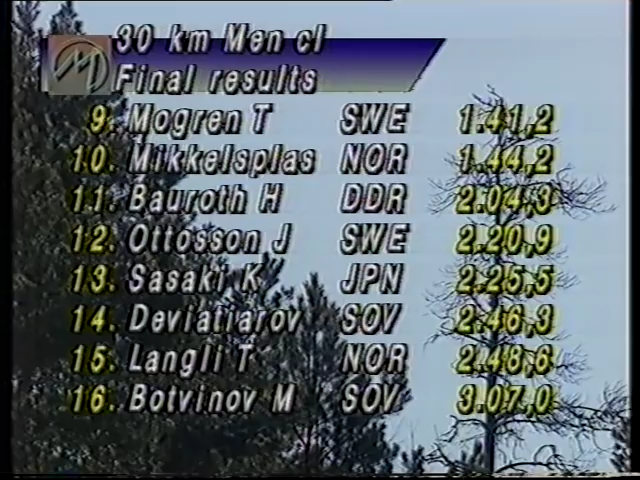 30 km Men cl
Final results
9. Mogren T SWE 1.41,2
10. Mikkelsplas NOR 1.44,2
11. Bauroth H DDR 2.04,3
12. Ottosson J SWE 2.20,9
13. Sasaki K JPN 2.25,5
14. Deviatiarov SOV 2.46,3
15. Langli T NOR 2.48,6
16. Botvinov M SOV 3.07,0